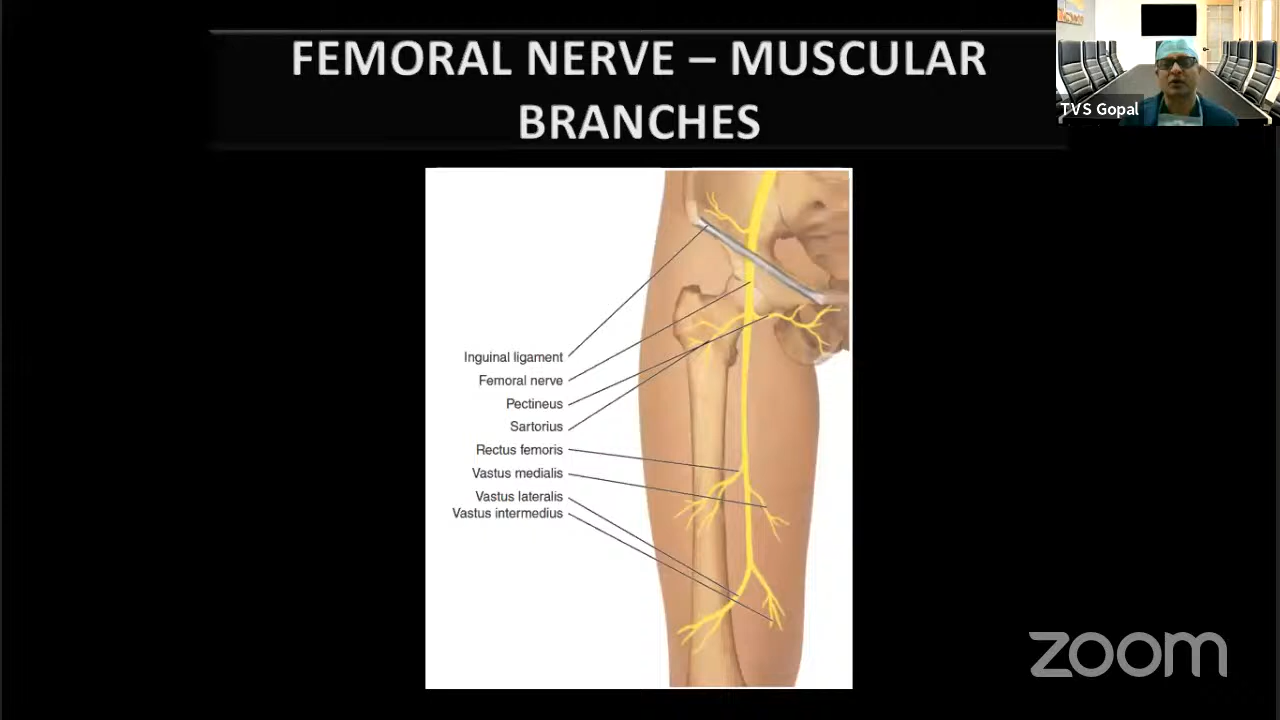 FEMORAL NERVE – MUSCULAR
BRANCHES
TVS Gopal
Inguinal ligament
Femoral nerve
Pectineus
Sartorius
Rectus femoris
Vastus medialis
Vastus lateralis
Vastus intermedius
zoom